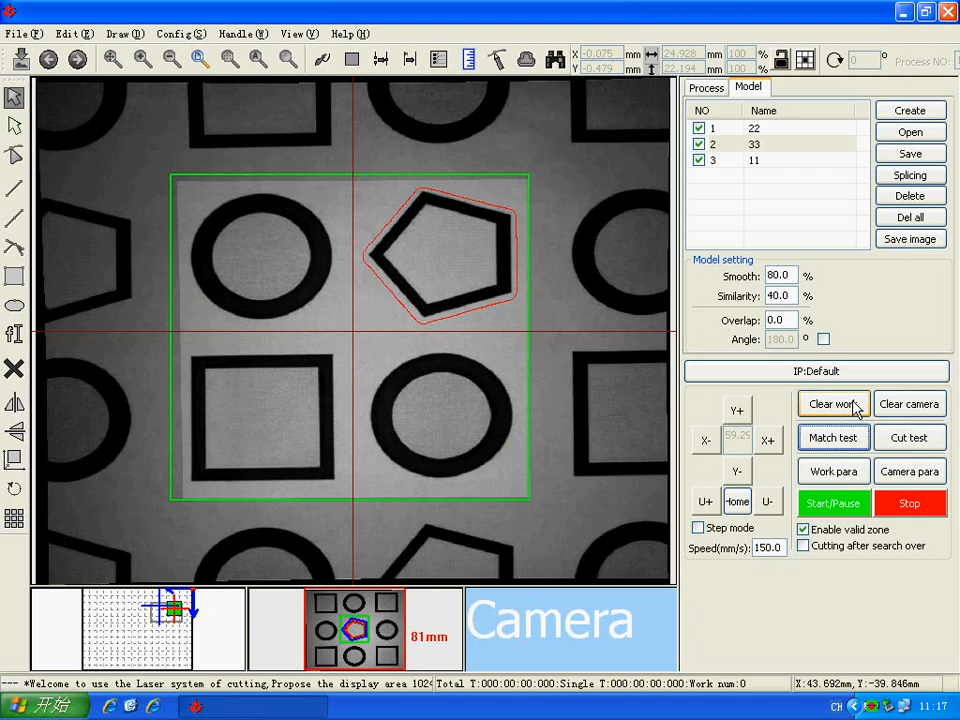 File(F) Edit(E) Draw(D) Config(S) Handle(W) View(V) Help(H)
X -0.075 mm 24.928 mm 100 %
Y -0.479 mm 22.194 mm 100 %
0 ° Process NO:
Process Model
NO Name
1 22
2 33
3 11
Create
Open
Save
Splicing
Delete
Del all
Save image
Model setting
Smooth: 80.0 %
Similarity: 40.0 %
Overlap: 0.0 %
Angle: 180.0 °
IP:Default
Clear work Clear camera
Match test Cut test
Work para Camera para
Start/Pause Stop
Y+
X- 59.29 X+
Y-
U+ Home U-
Step mode
Enable valid zone
Speed(mm/s): 150.0
Cutting after search over
81mm
Camera
--- *Welcome to use the Laser system of cutting,Propose the display area 1024 Total T:000:00:000:Single T:000:00:000:Work num:0 X:43.692mm,Y:-39.846mm
开始
CH 11:17